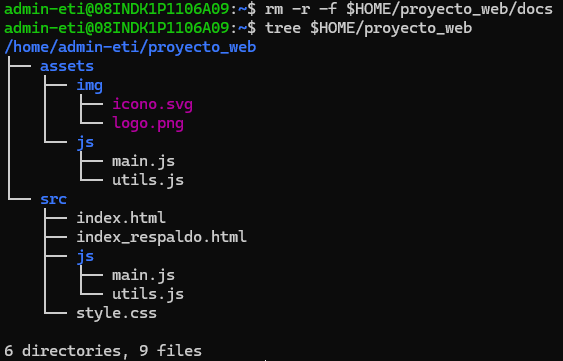 admin-eti@08INDK1P1106A09:~$ rm -r -f $HOME/proyecto_web/docs
admin-eti@08INDK1P1106A09:~$ tree $HOME/proyecto_web
/home/admin-eti/proyecto_web
├── assets
│   ├── img
│   │   ├── icono.svg
│   │   └── logo.png
│   └── js
│       ├── main.js
│       └── utils.js
└── src
    ├── index.html
    ├── index_respaldo.html
    ├── js
    │   ├── main.js
    │   └── utils.js
    └── style.css

6 directories, 9 files